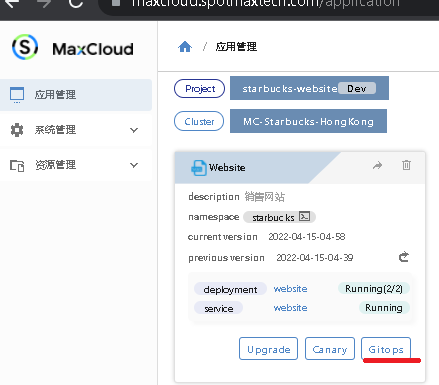 maxcloud.spotmaxtech.com/application
MaxCloud
/ 应用管理
应用管理
系统管理
资源管理
Project starbucks-website Dev
Cluster MC-Starbucks-HongKong
Website
description 销售网站
namespace starbucks
current version 2022-04-15-04-58
previous version 2022-04-15-04-39
deployment website Running(2/2)
service website Running
Upgrade Canary Gitops